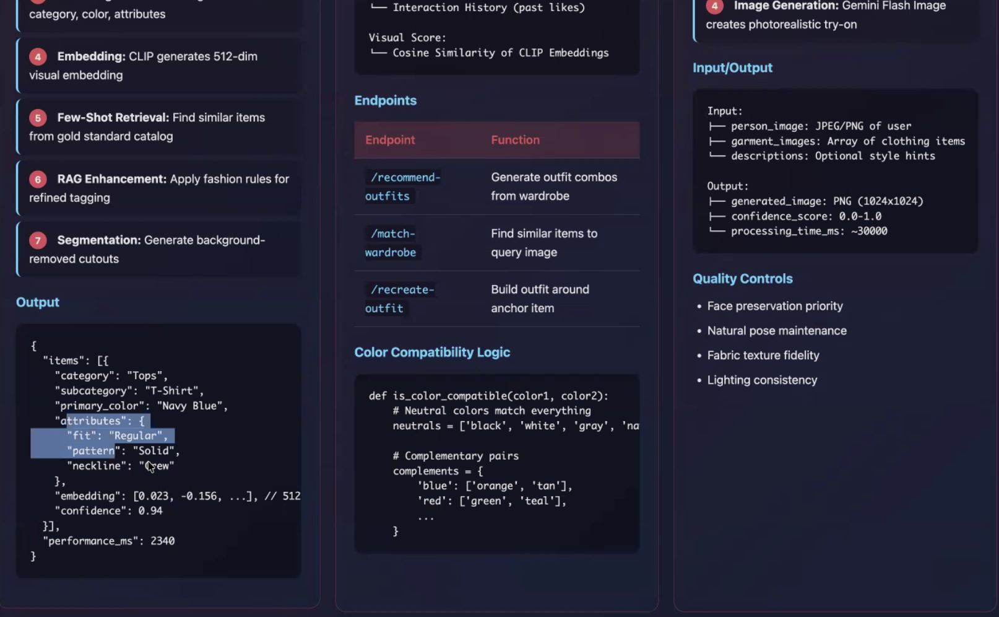 category, color, attributes
4 Embedding: CLIP generates 512-dim
visual embedding
5 Few-Shot Retrieval: Find similar items
from gold standard catalog
6 RAG Enhancement: Apply fashion rules for
refined tagging
7 Segmentation: Generate background-
removed cutouts
Output
{
  "items": [{
    "category": "Tops",
    "subcategory": "T-Shirt",
    "primary_color": "Navy Blue",
    "attributes": {
      "fit": "Regular",
      "pattern": "Solid",
      "neckline": "Crew"
    },
    "embedding": [0.023, -0.156, ...], // 512
    "confidence": 0.94
  }],
  "performance_ms": 2340
}
└── Interaction History (past likes)
Visual Score:
└── Cosine Similarity of CLIP Embeddings
Endpoints
Endpoint Function
/recommend-
outfits
Generate outfit combos
from wardrobe
/match-
wardrobe
Find similar items to
query image
/recreate-
outfit
Build outfit around
anchor item
Color Compatibility Logic
def is_color_compatible(color1, color2):
    # Neutral colors match everything
    neutrals = ['black', 'white', 'gray', 'na
    # Complementary pairs
    complements = {
        'blue': ['orange', 'tan'],
        'red': ['green', 'teal'],
        ...
    }
4 Image Generation: Gemini Flash Image
creates photorealistic try-on
Input/Output
Input:
├── person_image: JPEG/PNG of user
├── garment_images: Array of clothing items
└── descriptions: Optional style hints
Output:
├── generated_image: PNG (1024x1024)
├── confidence_score: 0.0-1.0
└── processing_time_ms: ~30000
Quality Controls
• Face preservation priority
• Natural pose maintenance
• Fabric texture fidelity
• Lighting consistency